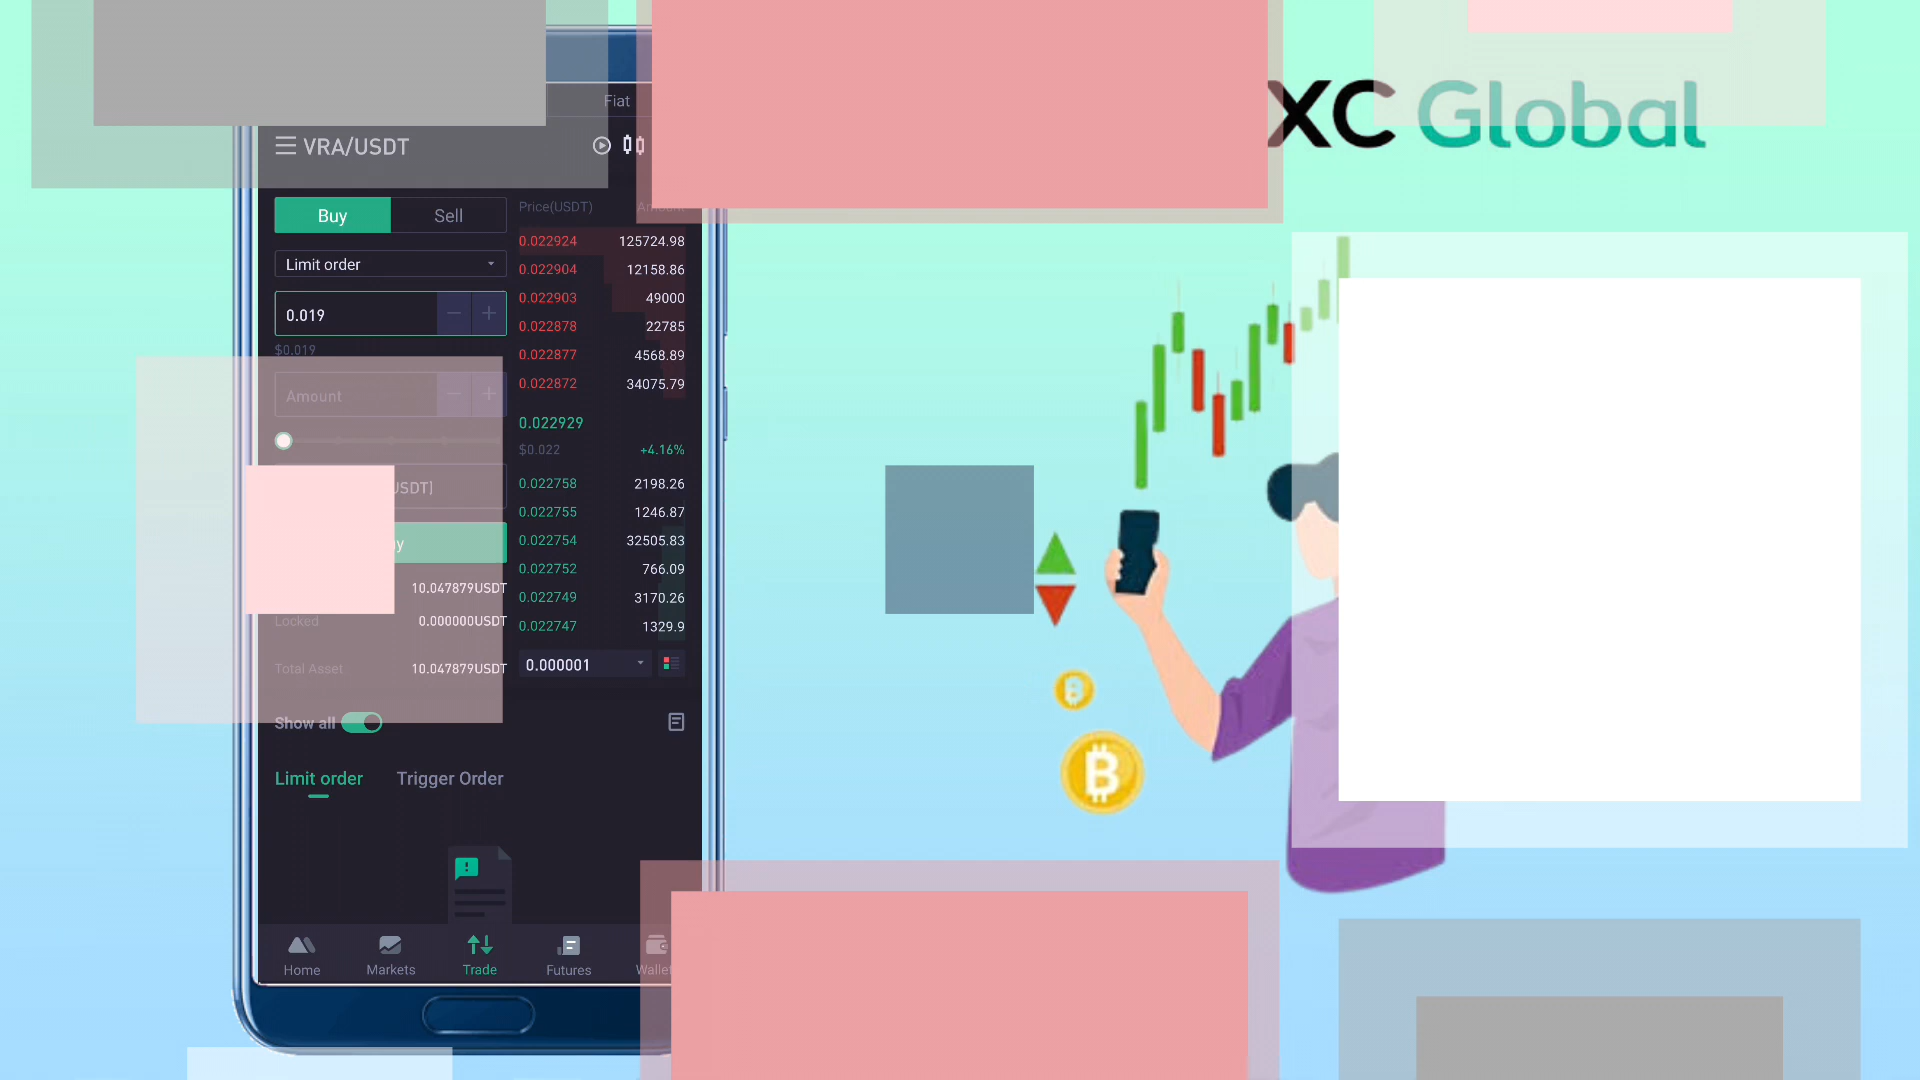 XC Global
Fiat
VRA/USDT
Buy Sell
Limit order
0.019
$0.019
Amount
USDT)
Locked
Total Asset
10.047879USDT
0.000000USDT
10.047879USDT
Show all
Price(USDT)
0.022924 125724.98
0.022904 12158.86
0.022903 49000
0.022878 22785
0.022877 4568.89
0.022872 34075.79
0.022929
$0.022 +4.16%
0.022758 2198.26
0.022755 1246.87
0.022754 32505.83
0.022752 766.09
0.022749 3170.26
0.022747 1329.9
0.000001
Limit order Trigger Order
Home Markets Trade Futures Wallet